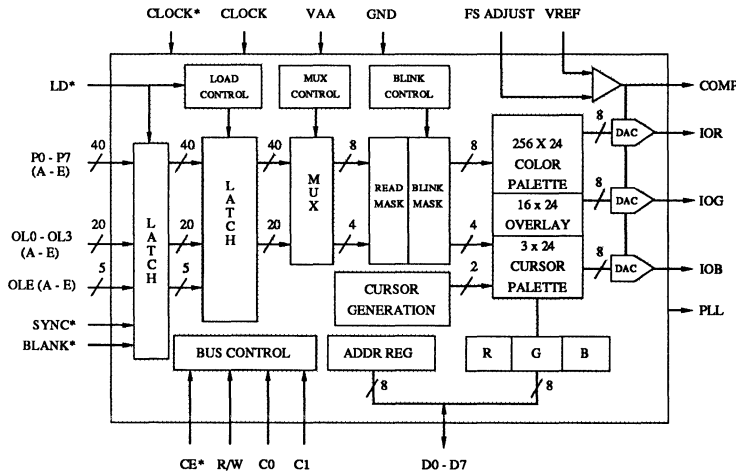 CLOCK* CLOCK VAA GND FS ADJUST VREF
LD*
LOAD CONTROL
MUX CONTROL
BLINK CONTROL
COMP
40 40 40 8 8 8
P0 - P7
(A - E)
LATCH
LATCH
MUX
READ MASK
BLINK MASK
256 X 24
COLOR
PALETTE
DAC
IOR
16 x 24
OVERLAY
8
DAC
IOG
20 20 20 4 4
OL0 - OL3
(A - E)
3 x 24
CURSOR
PALETTE
8
DAC
IOB
5 5
OLE (A - E)
CURSOR
GENERATION
2
PLL
SYNC*
BLANK*
BUS CONTROL
ADDR REG
R G B
8 8
CE* R/W C0 C1 D0 - D7